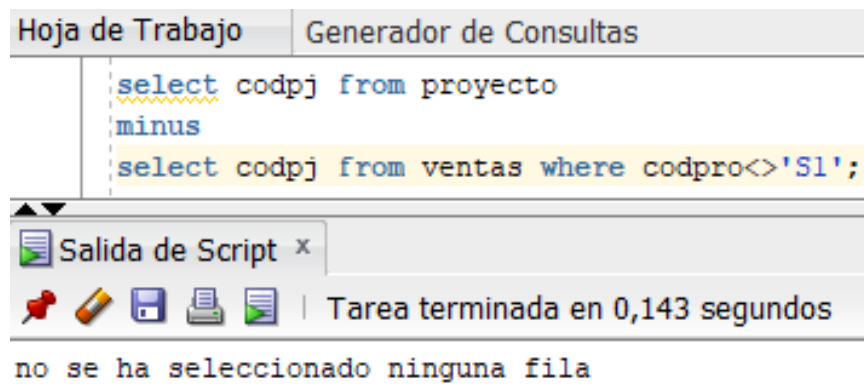 Hoja de Trabajo Generador de Consultas
select codpj from proyecto
minus
select codpj from ventas where codpro<>'S1';
Salida de Script x
Tarea terminada en 0,143 segundos
no se ha seleccionado ninguna fila